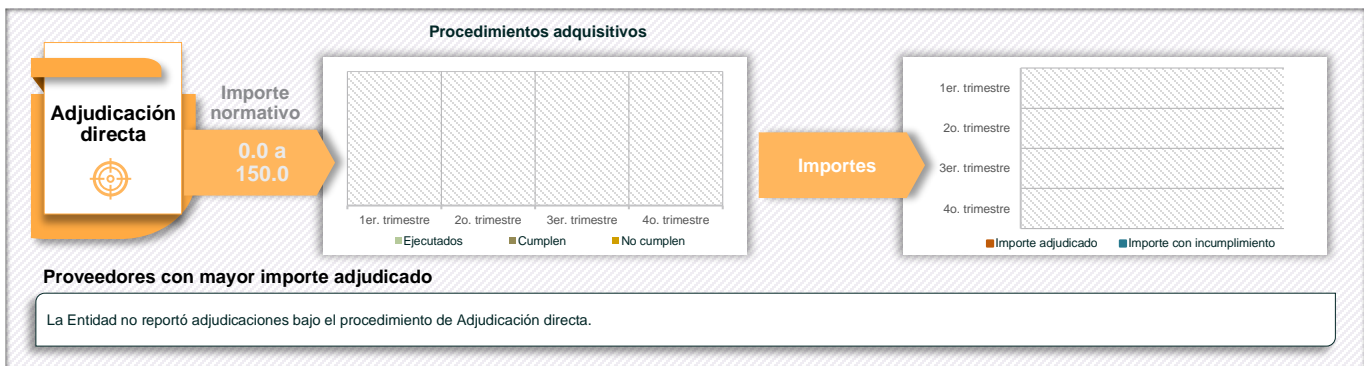 Procedimientos adquisitivos
Adjudicación
directa
Importe
normativo
0.0 a
150.0
1er. trimestre 2o. trimestre 3er. trimestre 4o. trimestre
Ejecutados Cumplen No cumplen
Importes
1er. trimestre
2o. trimestre
3er. trimestre
4o. trimestre
Importe adjudicado Importe con incumplimiento
Proveedores con mayor importe adjudicado
La Entidad no reportó adjudicaciones bajo el procedimiento de Adjudicación directa.